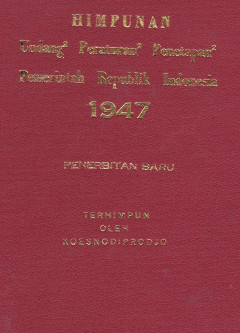 HIMPUNAN
Undang² Peraturan² Penetapan²
Pemerintah Republik Indonesia
1947
PENERBITAN BARU
TERHIMPUN
OLEH
KOESNODIPRODJO